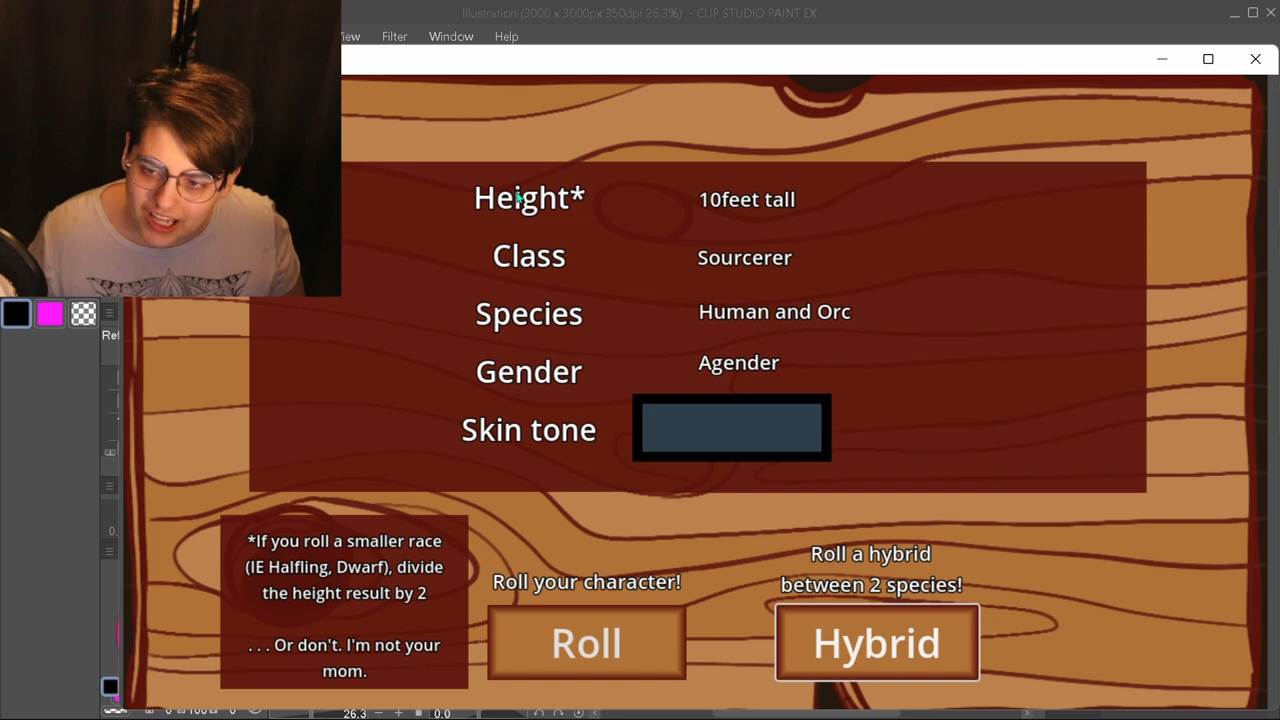 Illustration (3000 x 3000px 350dpi 26.3%) - CLIP STUDIO PAINT EX
View Filter Window Help
Height* 10feet tall
Class Sourcerer
Species Human and Orc
Gender Agender
Skin tone
*If you roll a smaller race
(IE Halfling, Dwarf), divide
the height result by 2
. . . Or don't. I'm not your
mom.
Roll your character!
Roll
Roll a hybrid
between 2 species!
Hybrid
26.3
0.0